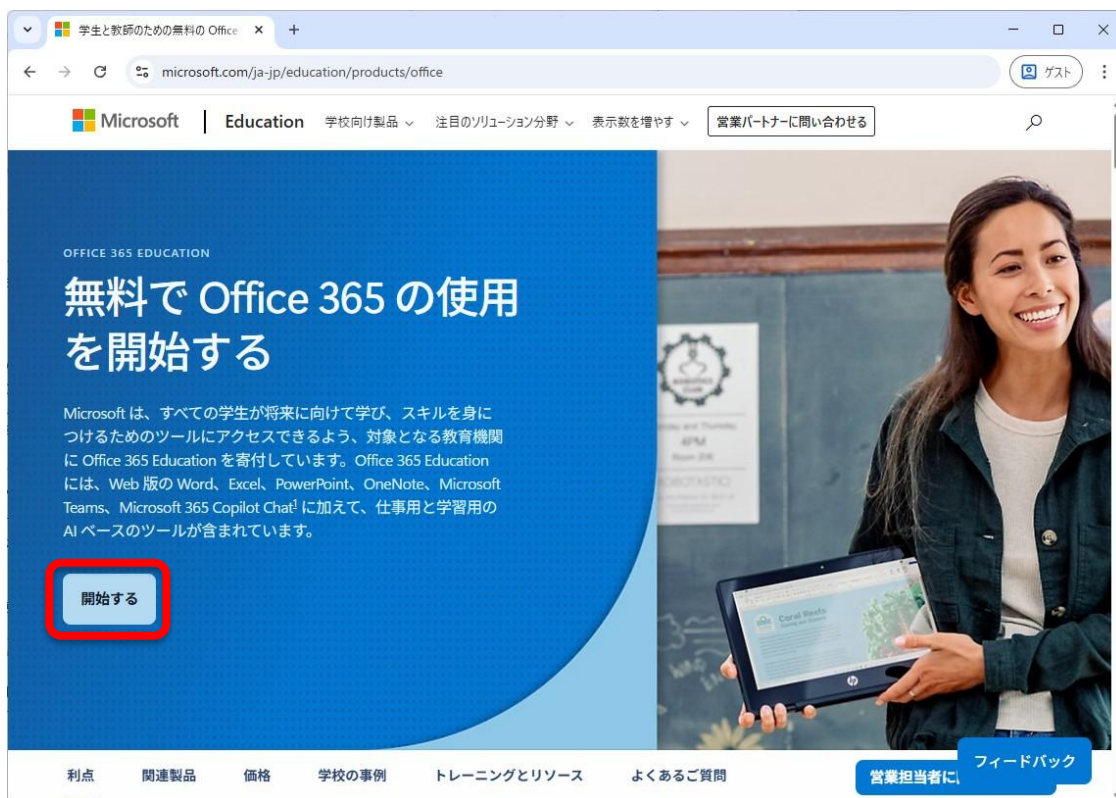 学生と教師のための無料の Office
microsoft.com/ja-jp/education/products/office
ゲスト
Microsoft
Education
学校向け製品
注目のソリューション分野
表示数を増やす
営業パートナーに問い合わせる
OFFICE 365 EDUCATION
無料で Office 365 の使用
を開始する
Microsoft は、すべての学生が将来に向けて学び、スキルを身に
つけるためのツールにアクセスできるよう、対象となる教育機関
に Office 365 Education を寄付しています。Office 365 Education
には、Web 版の Word、Excel、PowerPoint、OneNote、Microsoft
Teams、Microsoft 365 Copilot Chat¹ に加えて、仕事用と学習用の
AI ベースのツールが含まれています。
開始する
4PM
Coral Reefs
hp
利点
関連製品
価格
学校の事例
トレーニングとリソース
よくあるご質問
営業担当者に
フィードバック